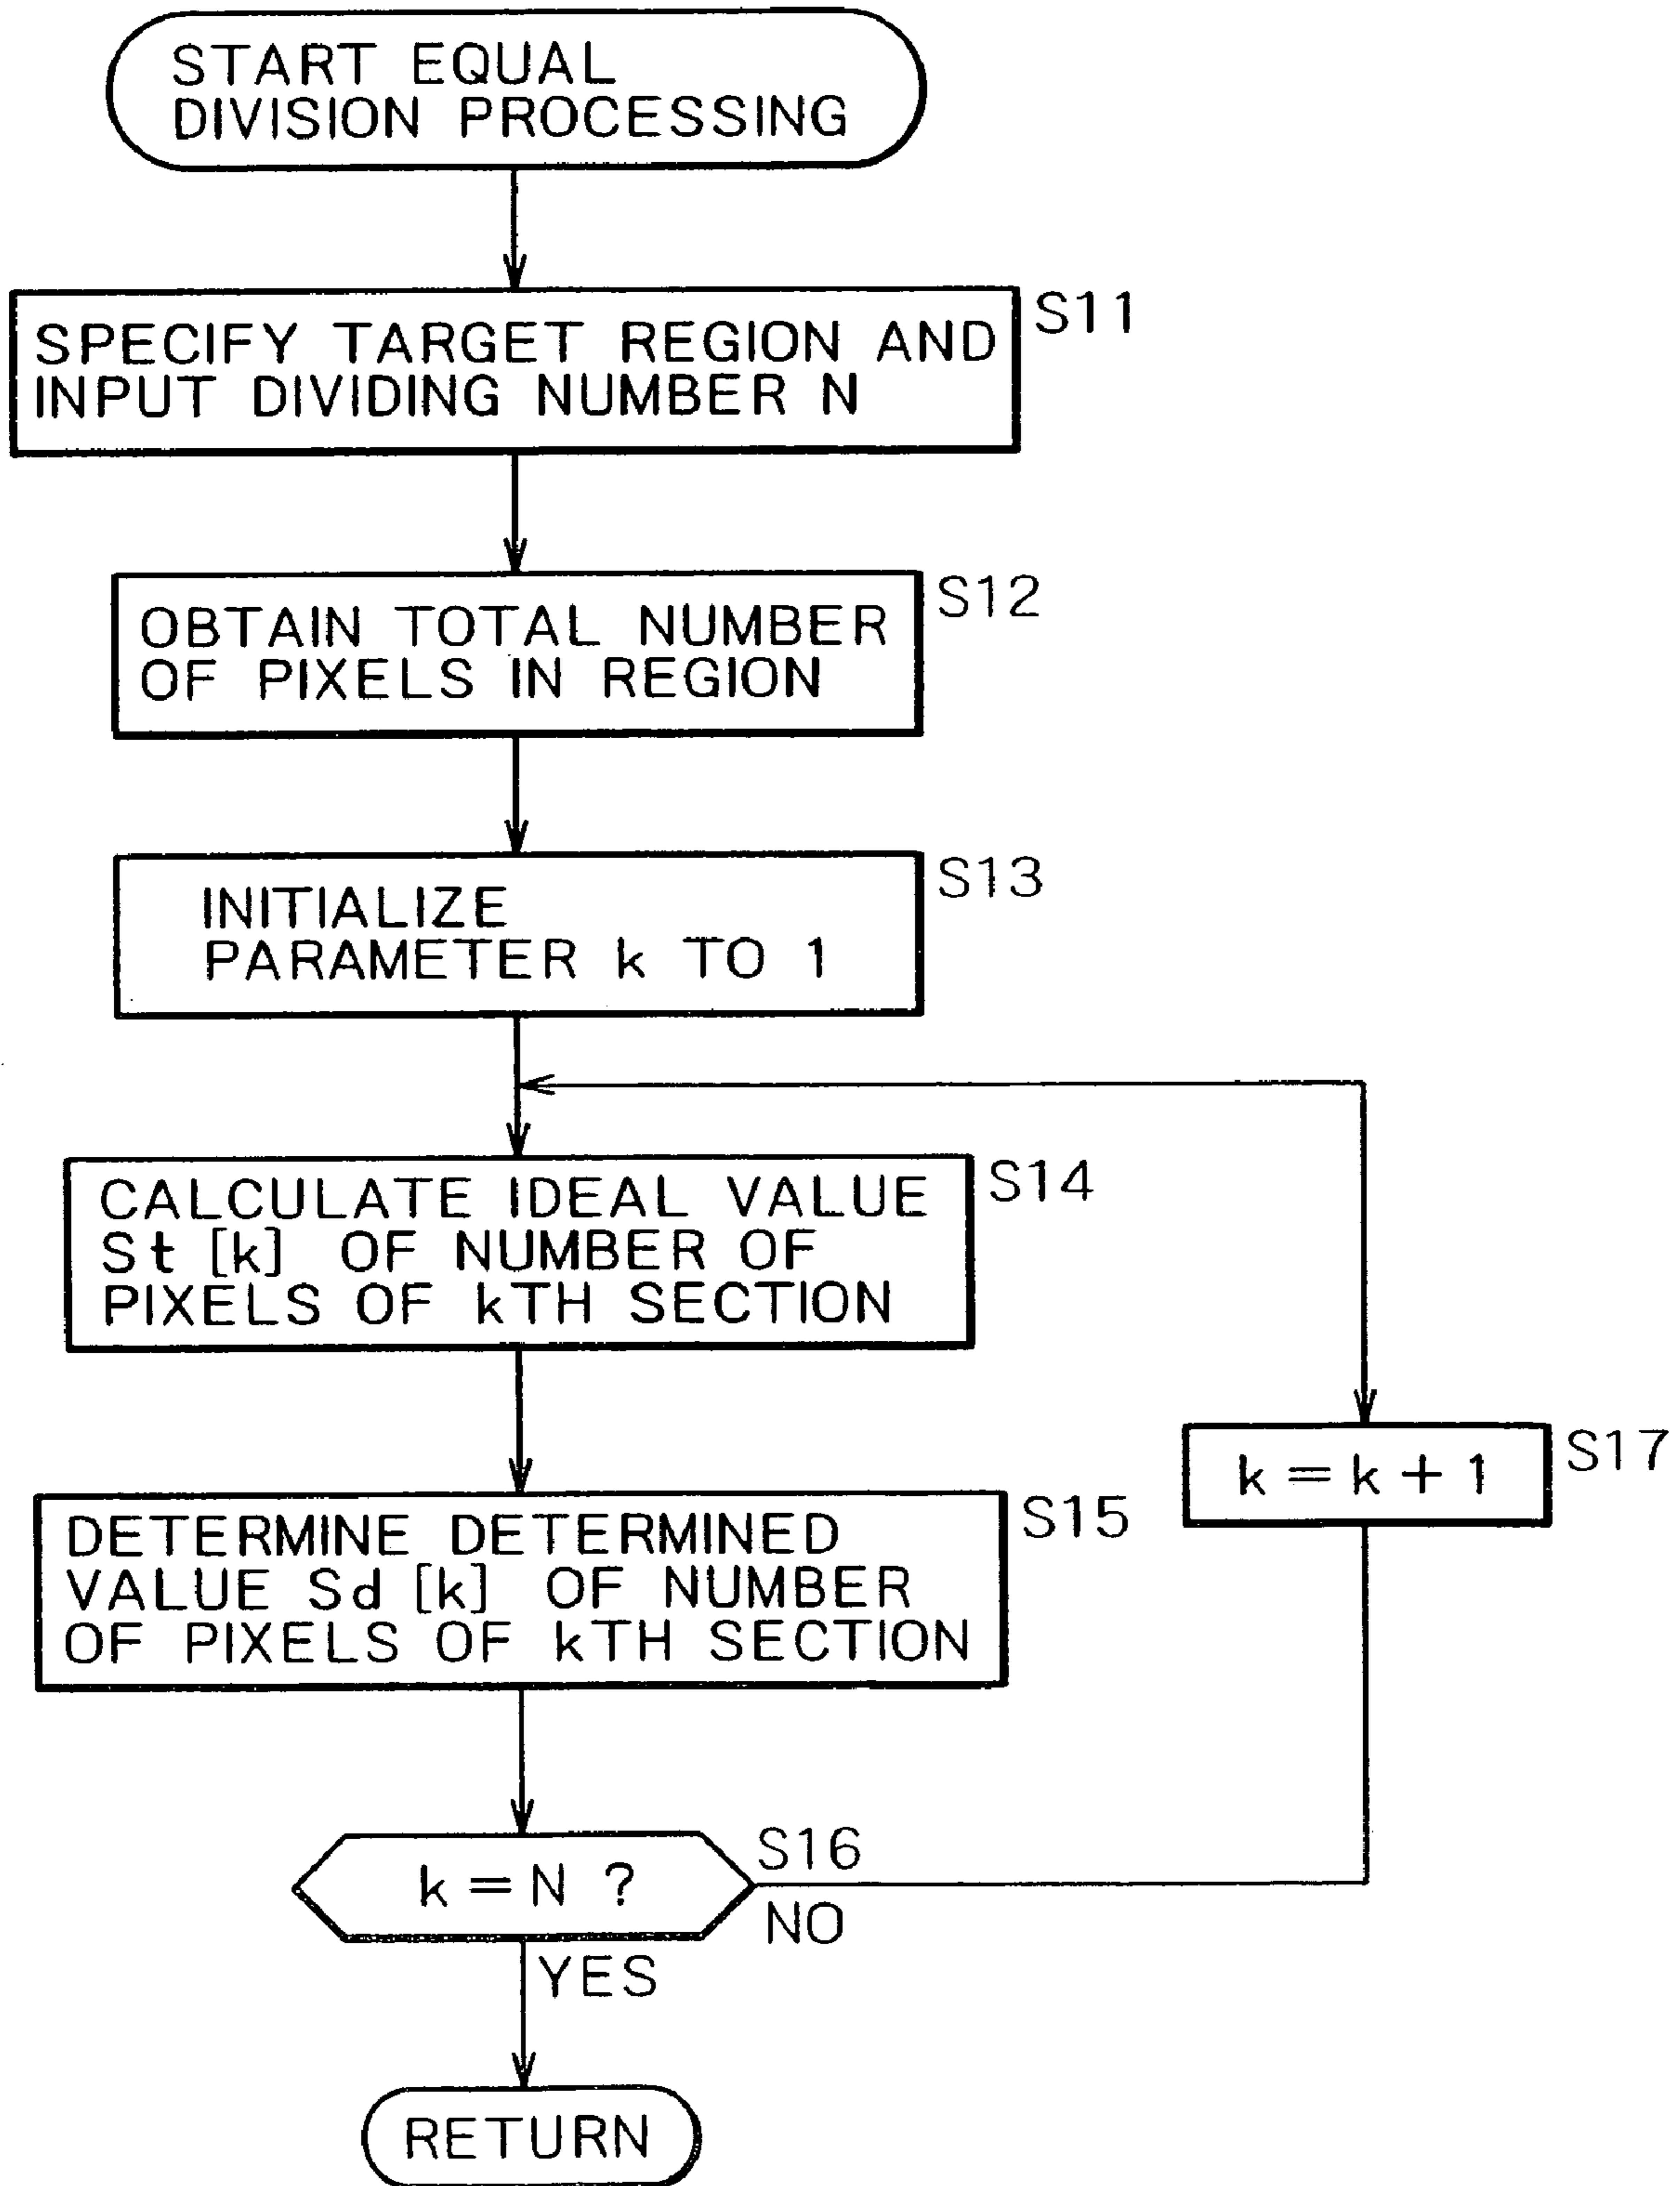 START EQUAL
DIVISION PROCESSING
S11
SPECIFY TARGET REGION AND
INPUT DIVIDING NUMBER N
S12
OBTAIN TOTAL NUMBER
OF PIXELS IN REGION
S13
INITIALIZE
PARAMETER k TO 1
S14
CALCULATE IDEAL VALUE
St [k] OF NUMBER OF
PIXELS OF kTH SECTION
S17
k = k + 1
S15
DETERMINE DETERMINED
VALUE Sd [k] OF NUMBER
OF PIXELS OF kTH SECTION
S16
k = N ?
NO
YES
RETURN